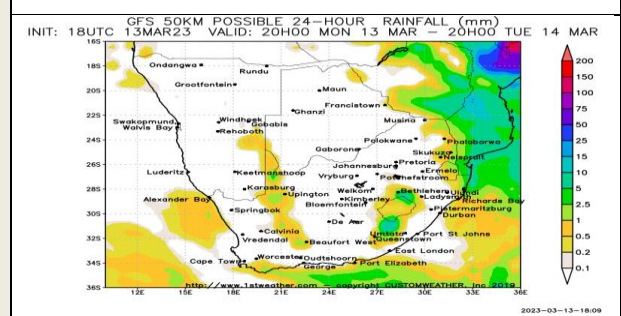 GFS 50KM POSSIBLE 24-HOUR RAINFALL (mm)
INIT: 18UTC 13MAR23 VALID: 20H00 MON 13 MAR - 20H00 TUE 14 MAR
16S
Ondangwa
Rundu
200
18S
150
Grootfontein
Maun
100
20S
Francistown
75
Ghanzi
22S
Musina
50
Windhoek
Swakopmund
Gobabis
Walvis Bay
Rehoboth
25
24S
Polokwane
Phalaborwa
15
Gaborone
Skukuza
Pretoria
Nelspruit
10
26S
Johannesburg
Luderitz
Keetmanshoop
Vryburg
Potchefstroom
Ermelo
5
28S
Karasburg
Welkom
Bethlehem
Ulundi
2.5
Alexander Bay
Upington
Kimberley
Ladysmith
Richards Bay
Bloemfontein
1
30S
Springbok
Pietermaritzburg
De Aar
Durban
0.5
32S
Calvinia
Umtata
Port St Johns
Vredendal
Beaufort West
Queenstown
0.2
East London
34S
Cape Town
Worcester
Oudtshoorn
George
Port Elizabeth
0.1
36S
http://www.1stweather.com - copyright CUSTOMWEATHER, Inc 2019
12E 15E 18E 21E 24E 27E 30E 33E 36E
2023-03-13-18:09